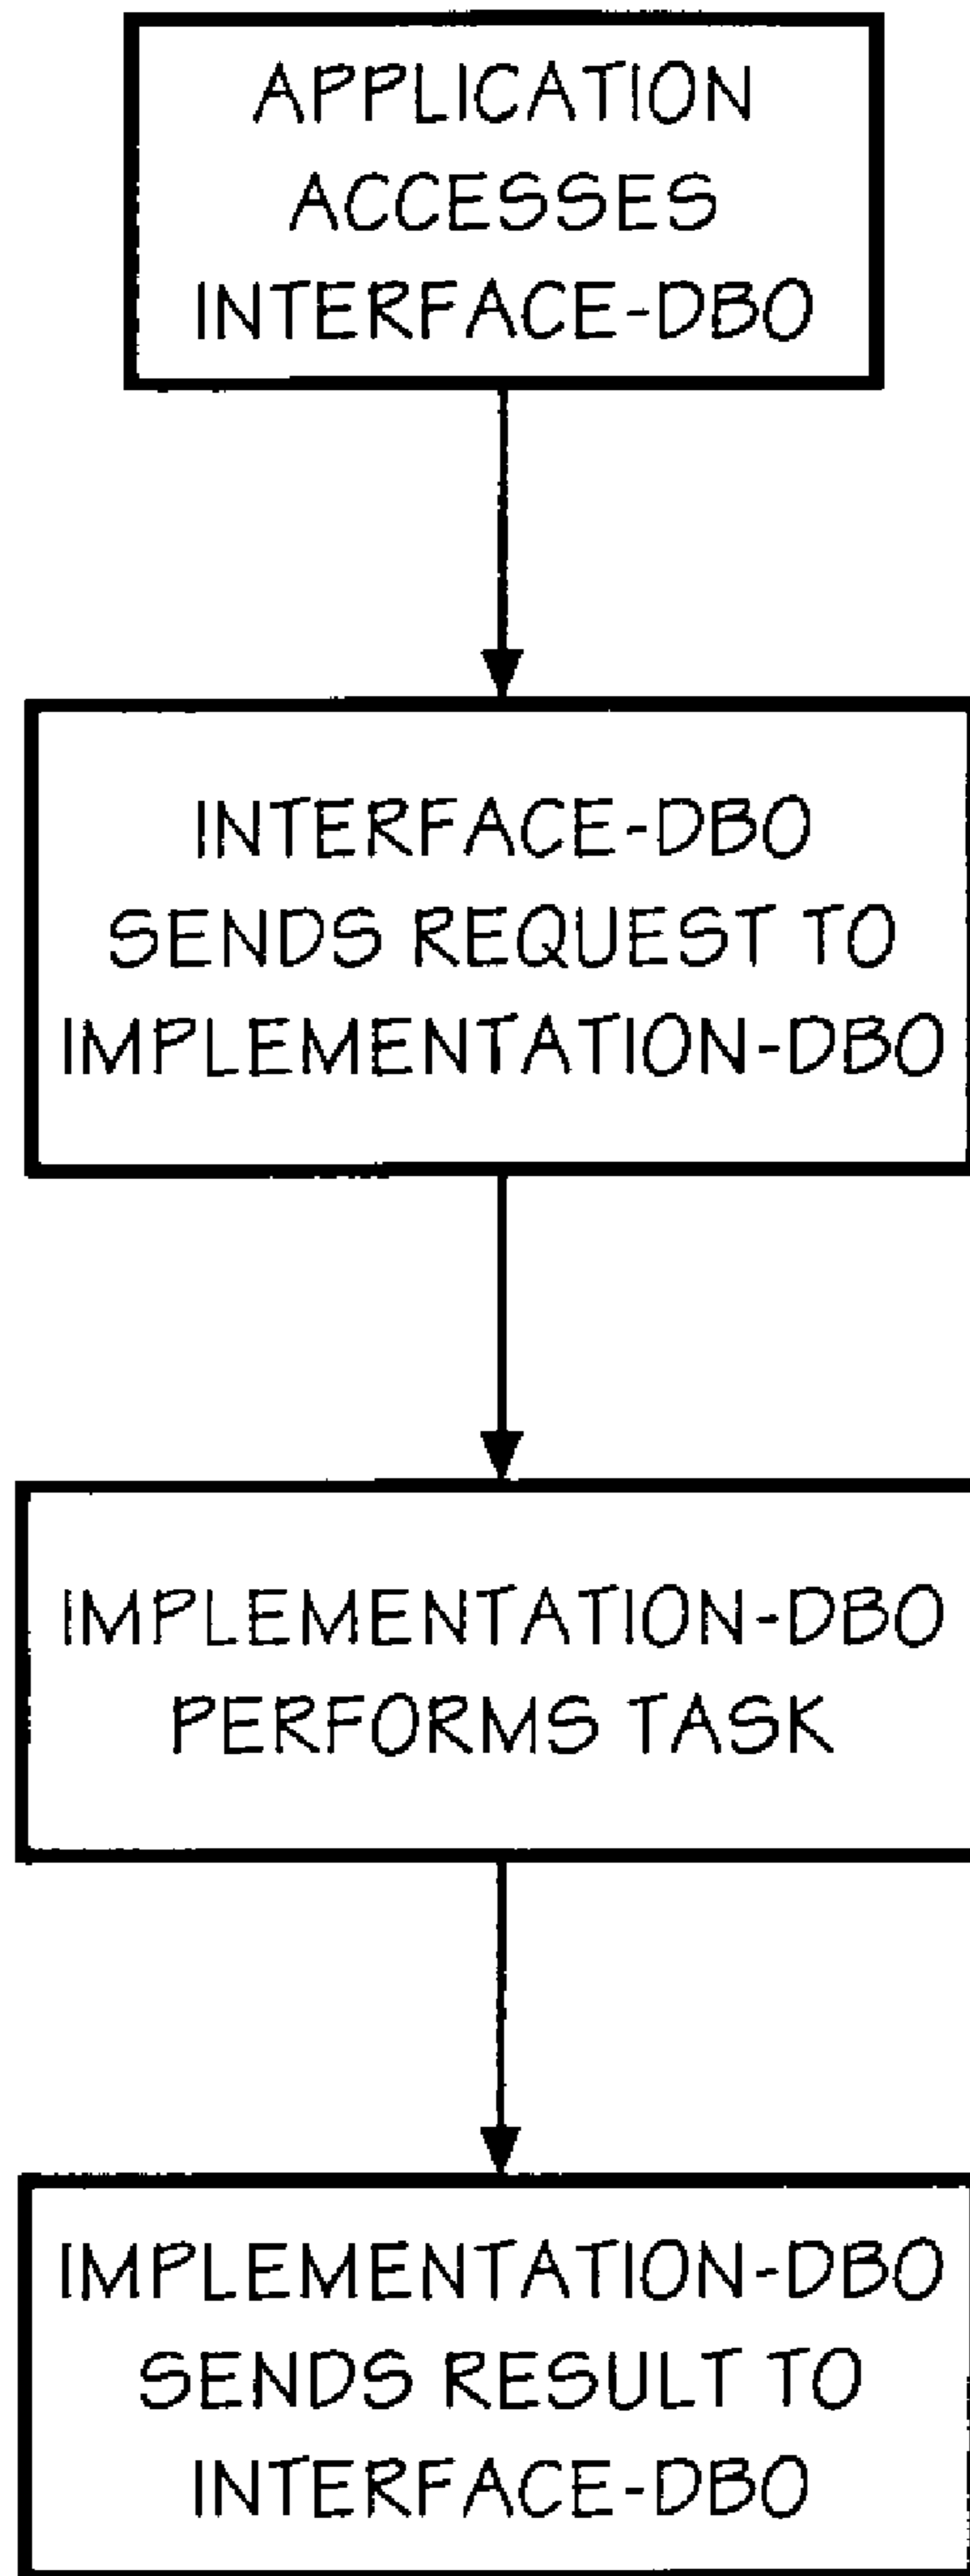 APPLICATION
ACCESSES
INTERFACE-DBO
INTERFACE-DBO
SENDS REQUEST TO
IMPLEMENTATION-DBO
IMPLEMENTATION-DBO
PERFORMS TASK
IMPLEMENTATION-DBO
SENDS RESULT TO
INTERFACE-DBO